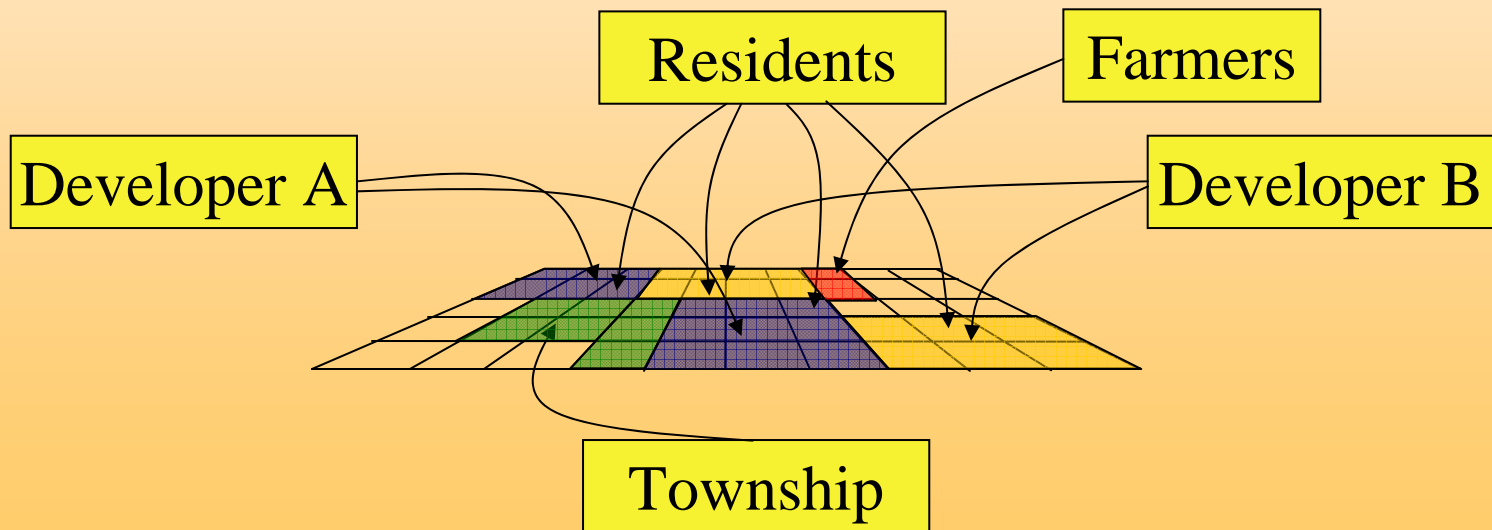 Residents
Farmers
Developer A
Developer B
Township